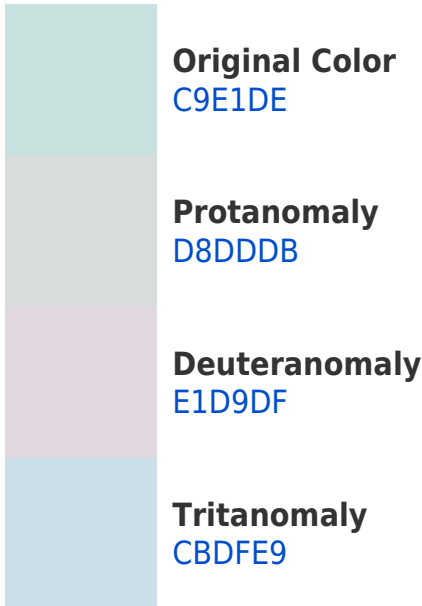 Original Color
C9E1DE
Protanomaly
D8DDDB
Deuteranomaly
E1D9DF
Tritanomaly
CBDFE9